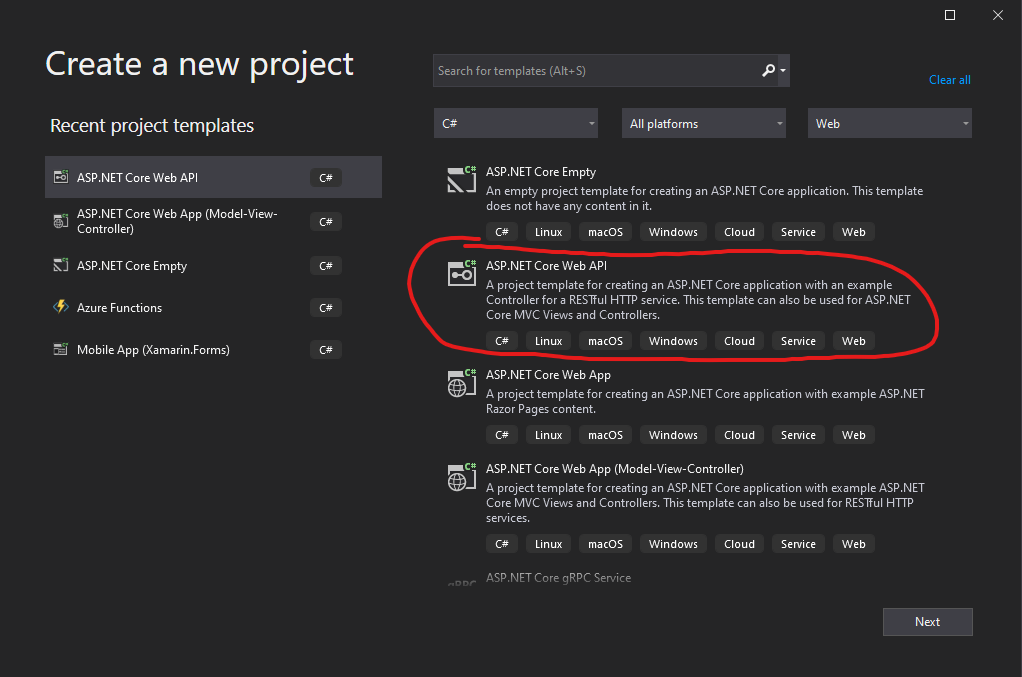 Create a new project
Search for templates (Alt+S)
Clear all
Recent project templates
C#
All platforms
Web
ASP.NET Core Web API
C#
ASP.NET Core Web App (Model-View-
Controller)
C#
ASP.NET Core Empty
C#
Azure Functions
C#
Mobile App (Xamarin.Forms)
C#
C#
ASP.NET Core Empty
An empty project template for creating an ASP.NET Core application. This template
does not have any content in it.
C# Linux macOS Windows Cloud Service Web
C#
ASP.NET Core Web API
A project template for creating an ASP.NET Core application with an example
Controller for a RESTful HTTP service. This template can also be used for ASP.NET
Core MVC Views and Controllers.
C# Linux macOS Windows Cloud Service Web
C#
ASP.NET Core Web App
A project template for creating an ASP.NET Core application with example ASP.NET
Razor Pages content.
C# Linux macOS Windows Cloud Service Web
C#
ASP.NET Core Web App (Model-View-Controller)
A project template for creating an ASP.NET Core application with example ASP.NET
Core MVC Views and Controllers. This template can also be used for RESTful HTTP
services.
C# Linux macOS Windows Cloud Service Web
gRPC
ASP.NET Core gRPC Service
Next